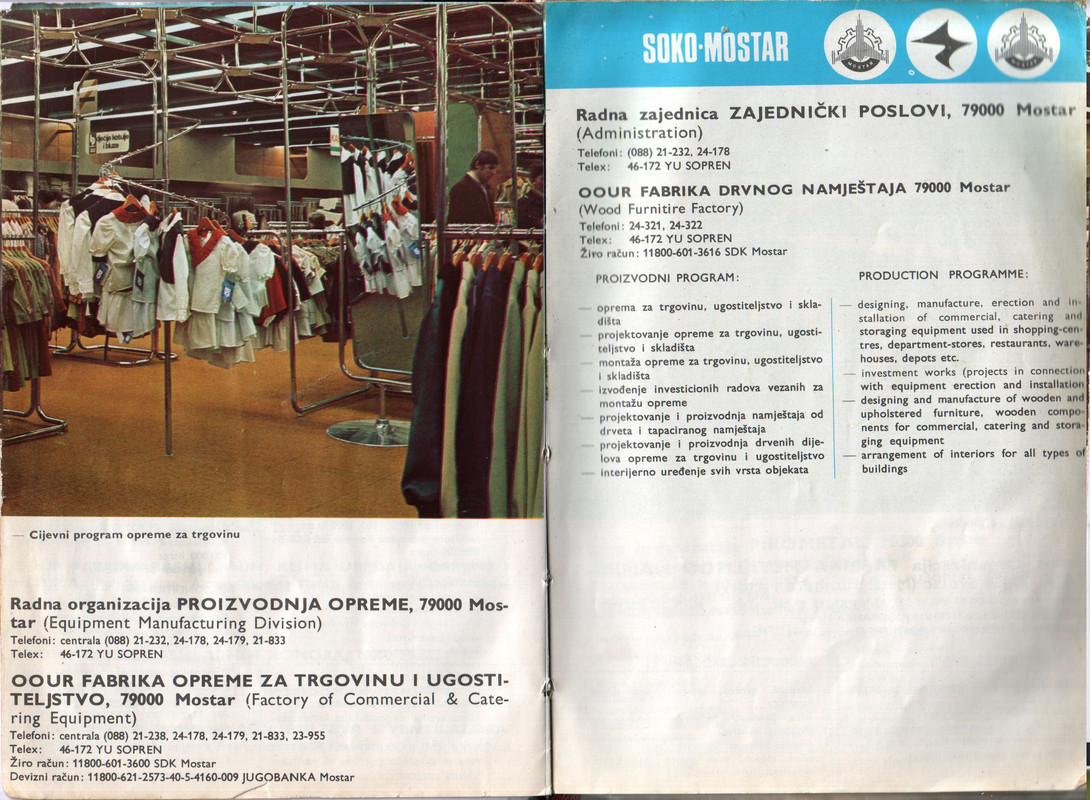 dječje košulje
i bluze
— Cijevni program opreme za trgovinu
Radna organizacija PROIZVODNJA OPREME, 79000 Mos-
tar (Equipment Manufacturing Division)
Telefoni: centrala (088) 21-232, 24-178, 24-179, 21-833
Telex: 46-172 YU SOPREN
OOUR FABRIKA OPREME ZA TRGOVINU I UGOSTI-
TELJSTVO, 79000 Mostar (Factory of Commercial & Cate-
ring Equipment)
Telefoni: centrala (088) 21-238, 24-178, 24-179, 21-833, 23-955
Telex: 46-172 YU SOPREN
Žiro račun: 11800-601-3600 SDK Mostar
Devizni račun: 11800-621-2573-40-5-4160-009 JUGOBANKA Mostar
SOKO-MOSTAR
MOSTAR
MOSTAR
Radna zajednica ZAJEDNIČKI POSLOVI, 79000 Mostar
(Administration)
Telefoni: (088) 21-232, 24-178
Telex: 46-172 YU SOPREN
OOUR FABRIKA DRVNOG NAMJEŠTAJA 79000 Mostar
(Wood Furnitire Factory)
Telefoni: 24-321, 24-322
Telex: 46-172 YU SOPREN
Žiro račun: 11800-601-3616 SDK Mostar
PROIZVODNI PROGRAM:
— oprema za trgovinu, ugostiteljstvo i skla-
dišta
— projektovanje opreme za trgovinu, ugosti-
teljstvo i skladišta
— montaža opreme za trgovinu, ugostiteljstvo
i skladišta
— izvođenje investicionih radova vezanih za
montažu opreme
— projektovanje i proizvodnja namještaja od
drveta i tapaciranog namještaja
— projektovanje i proizvodnja drvenih dije-
lova opreme za trgovinu i ugostiteljstvo
— interijerno uređenje svih vrsta objekata
PRODUCTION PROGRAMME:
— designing, manufacture, erection and in-
stallation of commercial, catering and
storaging equipment used in shopping-cen-
tres, department-stores, restaurants, ware-
houses, depots etc.
— investment works (projects in connection
with equipment erection and installation
— designing and manufacture of wooden and
upholstered furniture, wooden compo-
nents for commercial, catering and stora-
ging equipment
— arrangement of interiors for all types of
buildings